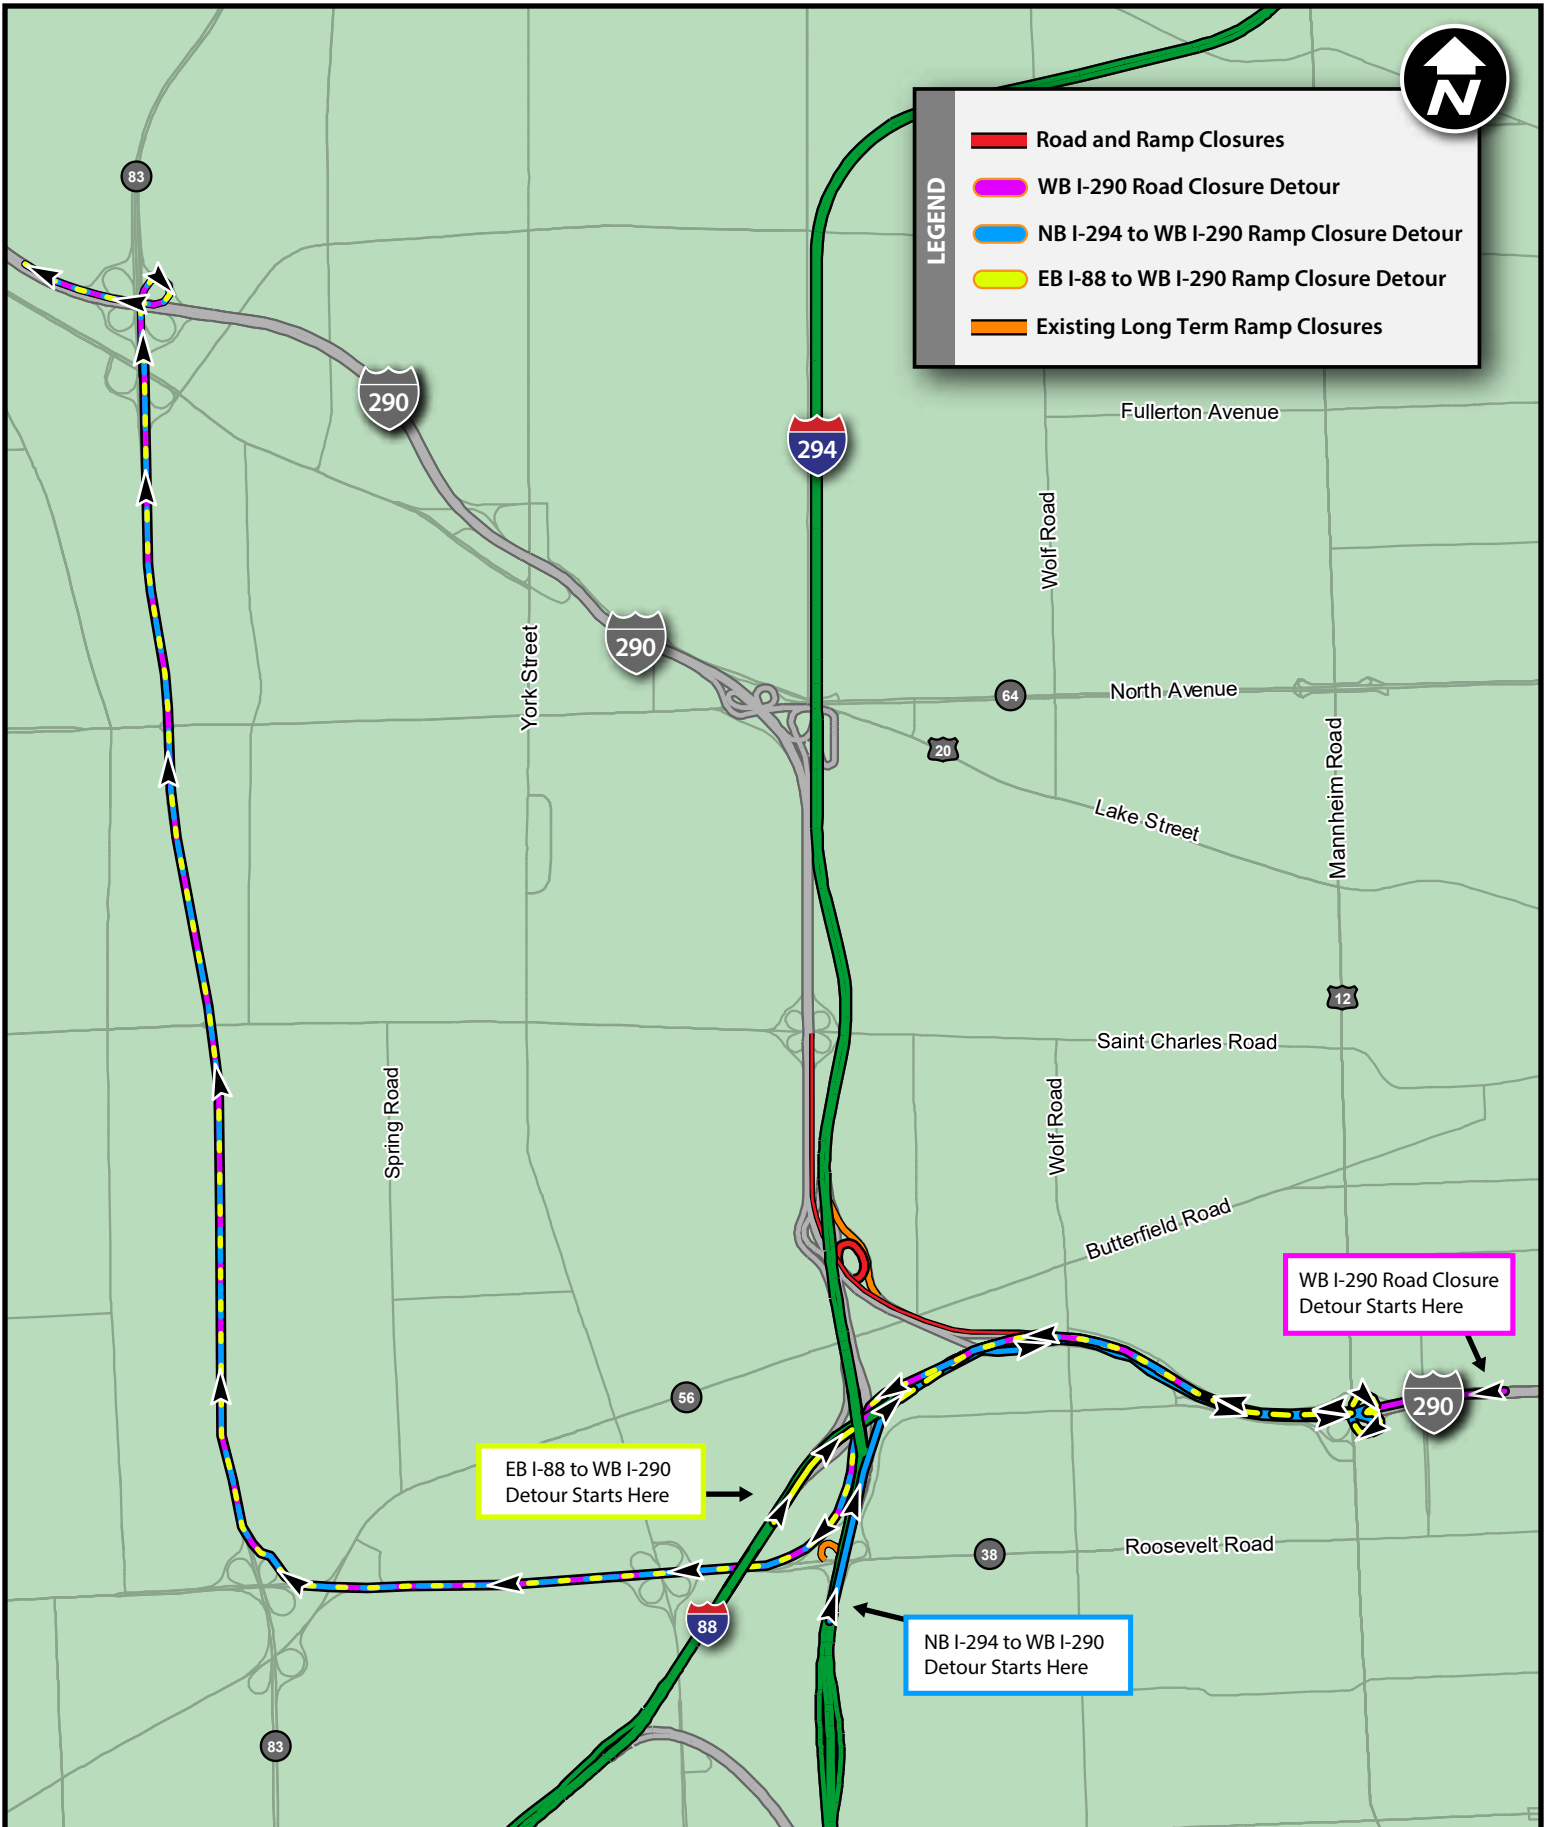 N
LEGEND
Road and Ramp Closures
WB I-290 Road Closure Detour
NB I-294 to WB I-290 Ramp Closure Detour
EB I-88 to WB I-290 Ramp Closure Detour
Existing Long Term Ramp Closures
83
290
294
Fullerton Avenue
Wolf Road
290
York Street
64
North Avenue
20
Mannheim Road
Lake Street
12
Saint Charles Road
Spring Road
Wolf Road
Butterfield Road
WB I-290 Road Closure
Detour Starts Here
290
56
EB I-88 to WB I-290
Detour Starts Here
38
Roosevelt Road
88
NB I-294 to WB I-290
Detour Starts Here
83